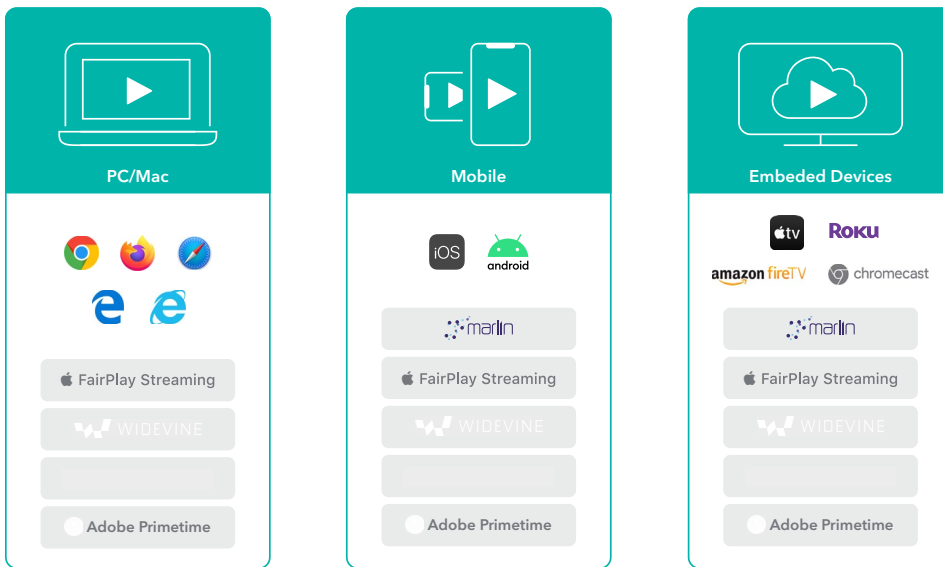 PC/Mac
FairPlay Streaming
WIDEVINE
Adobe Primetime
Mobile
iOS
android
marlin
FairPlay Streaming
WIDEVINE
Adobe Primetime
Embeded Devices
tv
ROKU
amazon fireTV
chromecast
marlin
FairPlay Streaming
WIDEVINE
Adobe Primetime